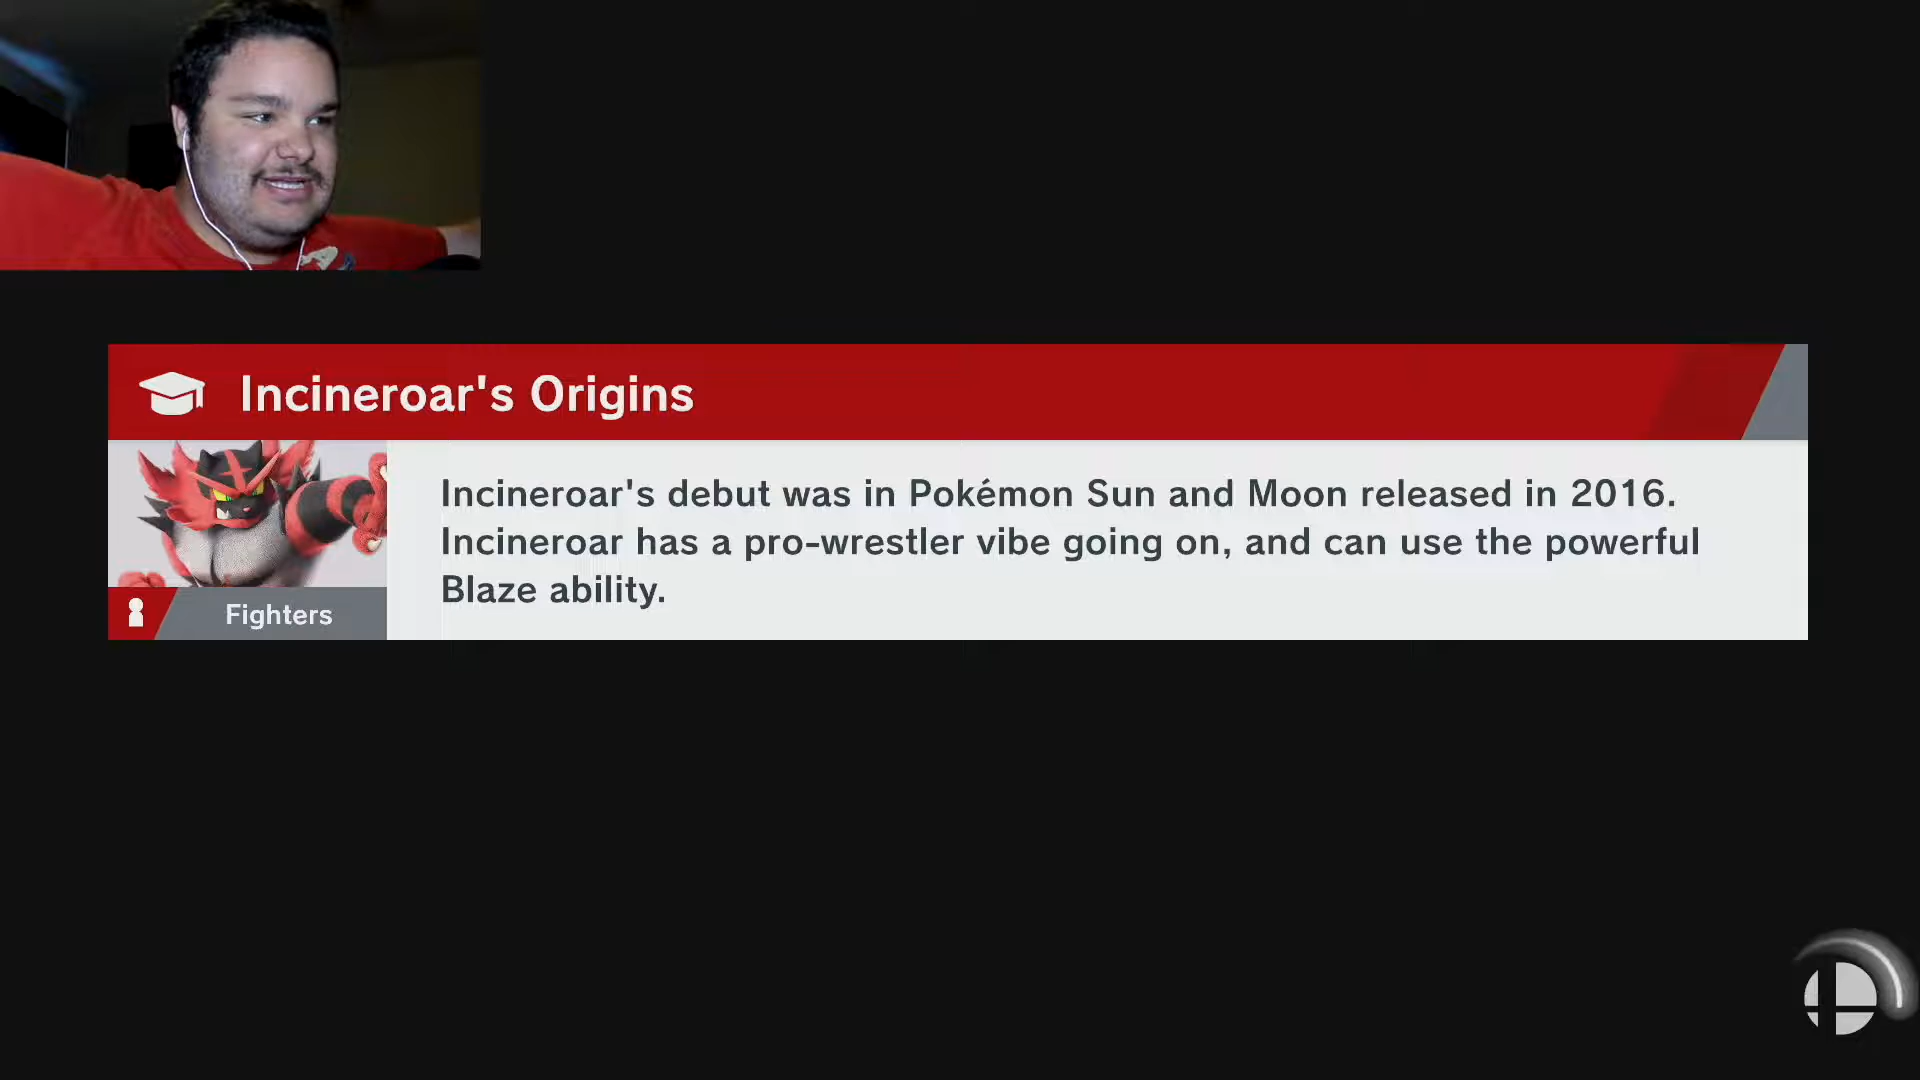 Incineroar's Origins
Incineroar's debut was in Pokémon Sun and Moon released in 2016.
Incineroar has a pro-wrestler vibe going on, and can use the powerful
Blaze ability.
Fighters